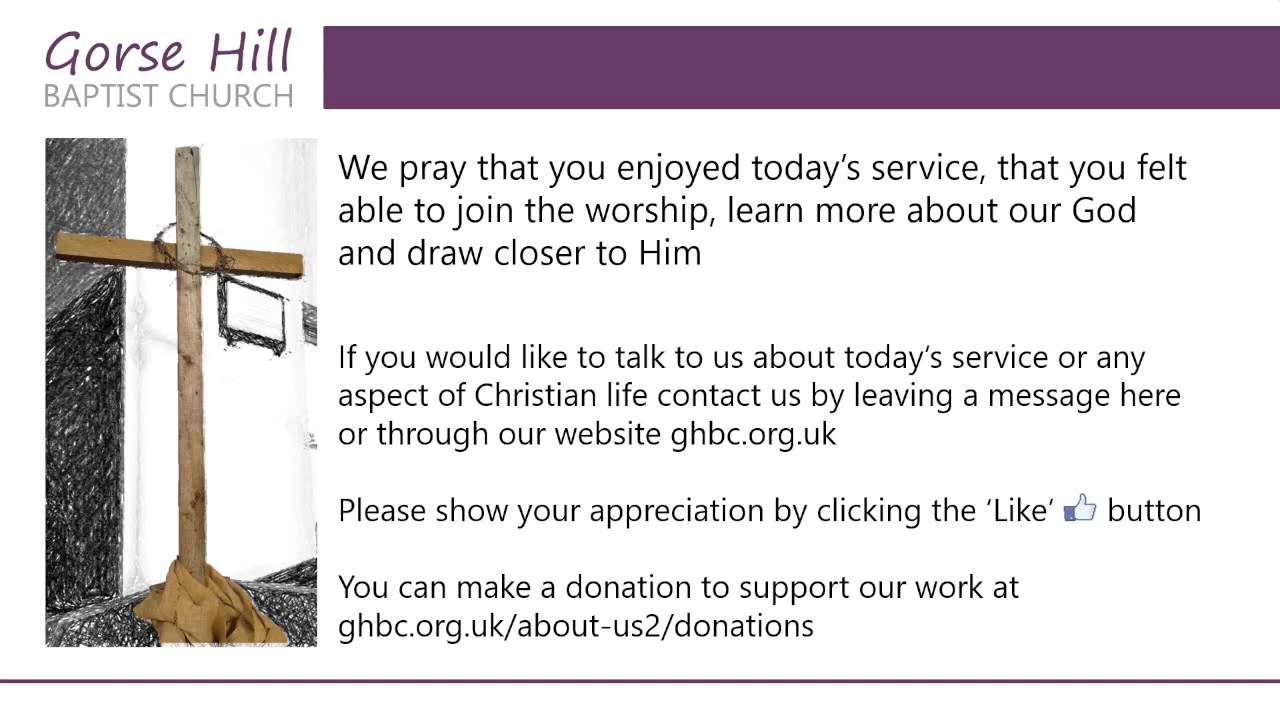 Gorse Hill
BAPTIST CHURCH
We pray that you enjoyed today’s service, that you felt
able to join the worship, learn more about our God
and draw closer to Him
If you would like to talk to us about today’s service or any
aspect of Christian life contact us by leaving a message here
or through our website ghbc.org.uk
Please show your appreciation by clicking the ‘Like’ button
You can make a donation to support our work at
ghbc.org.uk/about-us2/donations